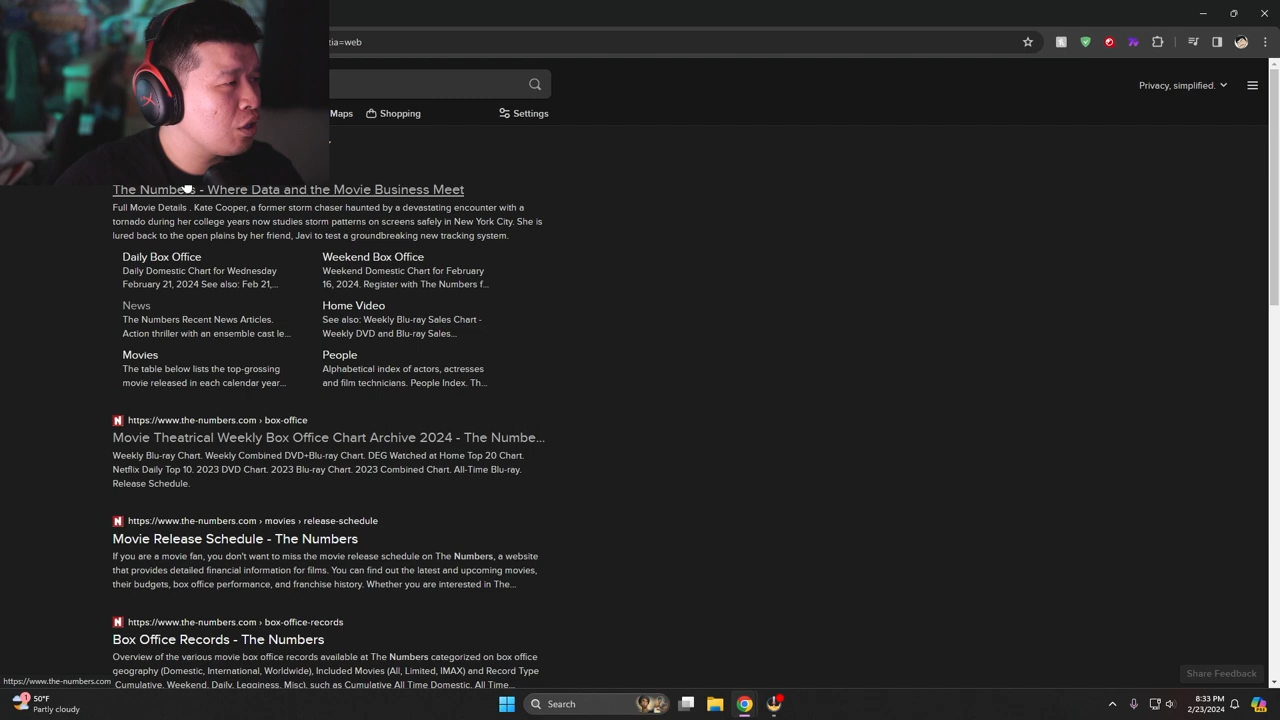 ia=web
Privacy, simplified.
Maps
Shopping
Settings
The Numbers - Where Data and the Movie Business Meet
Full Movie Details . Kate Cooper, a former storm chaser haunted by a devastating encounter with a
tornado during her college years now studies storm patterns on screens safely in New York City. She is
lured back to the open plains by her friend, Javi to test a groundbreaking new tracking system.
Daily Box Office
Daily Domestic Chart for Wednesday
February 21, 2024 See also: Feb 21,...
Weekend Box Office
Weekend Domestic Chart for February
16, 2024. Register with The Numbers f...
News
The Numbers Recent News Articles.
Action thriller with an ensemble cast le...
Home Video
See also: Weekly Blu-ray Sales Chart -
Weekly DVD and Blu-ray Sales...
Movies
The table below lists the top-grossing
movie released in each calendar year...
People
Alphabetical index of actors, actresses
and film technicians. People Index. Th...
N https://www.the-numbers.com › box-office
Movie Theatrical Weekly Box Office Chart Archive 2024 - The Numbe...
Weekly Blu-ray Chart. Weekly Combined DVD+Blu-ray Chart. DEG Watched at Home Top 20 Chart.
Netflix Daily Top 10. 2023 DVD Chart. 2023 Blu-ray Chart. 2023 Combined Chart. All-Time Blu-ray.
Release Schedule.
N https://www.the-numbers.com › movies › release-schedule
Movie Release Schedule - The Numbers
If you are a movie fan, you don't want to miss the movie release schedule on The Numbers, a website
that provides detailed financial information for films. You can find out the latest and upcoming movies,
their budgets, box office performance, and franchise history. Whether you are interested in The...
N https://www.the-numbers.com › box-office-records
Box Office Records - The Numbers
Overview of the various movie box office records available at The Numbers categorized on box office
geography (Domestic, International, Worldwide), Included Movies (All, Limited, IMAX) and Record Type
(Cumulative, Weekend, Daily, Legginess, Misc), such as Cumulative All Time Domestic, All Time...
https://www.the-numbers.com
Share Feedback
1
50°F
Partly cloudy
Search
8:33 PM
2/23/2024